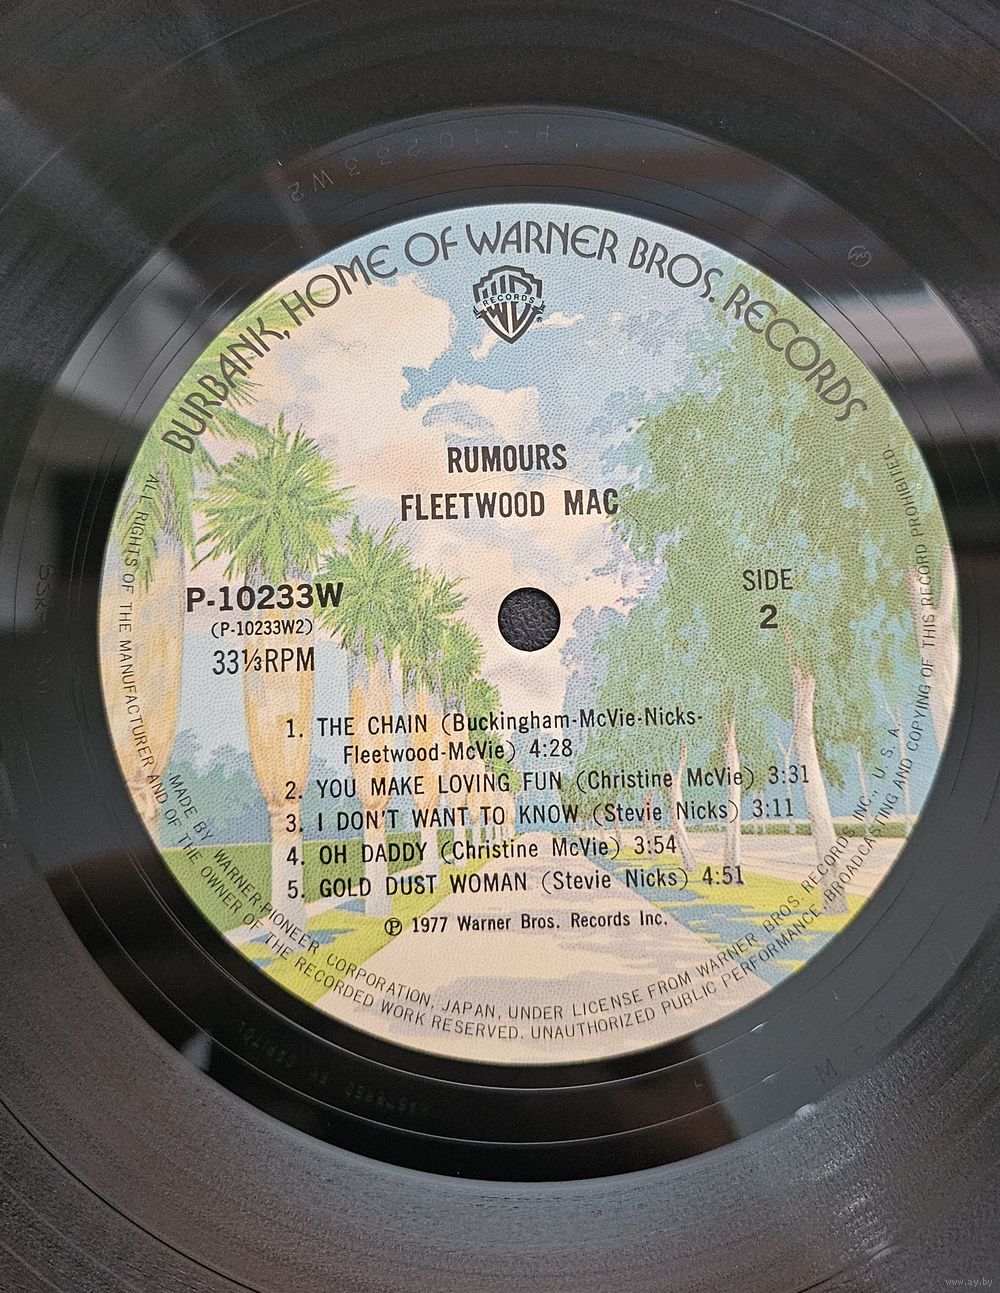 BURBANK, HOME OF WARNER BROS. RECORDS
RECORDS
RUMOURS
FLEETWOOD MAC
P-10233W
(P-10233W2)
33⅓RPM
SIDE
2
1. THE CHAIN (Buckingham-McVie-Nicks-
Fleetwood-McVie) 4:28
2. YOU MAKE LOVING FUN (Christine McVie) 3:31
3. I DON'T WANT TO KNOW (Stevie Nicks) 3:11
4. OH DADDY (Christine McVie) 3:54
5. GOLD DUST WOMAN (Stevie Nicks) 4:51
℗ 1977 Warner Bros. Records Inc.
MADE BY WARNER-PIONEER CORPORATION, JAPAN, UNDER LICENSE FROM WARNER BROS. RECORDS INC., U.S.A.
ALL RIGHTS OF THE MANUFACTURER AND OF THE OWNER OF THE RECORDED WORK RESERVED. UNAUTHORIZED PUBLIC PERFORMANCE, BROADCASTING AND COPYING OF THIS RECORD PROHIBITED
www.ay.by